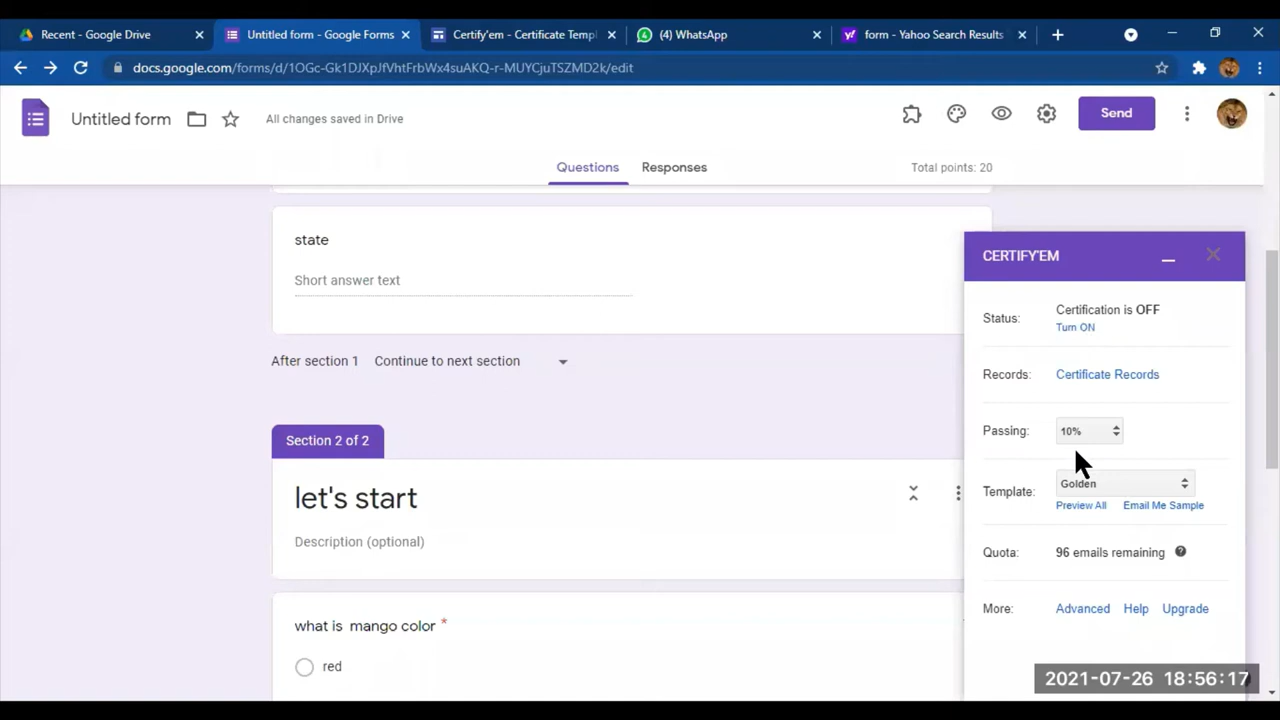 Recent - Google Drive
Untitled form - Google Forms
Certify'em - Certificate Templ
(4) WhatsApp
form - Yahoo Search Results
docs.google.com/forms/d/1OGc-Gk1DJXpJfVhtFrbWx4suAKQ-r-MUYCjuTSZMD2k/edit
Untitled form
All changes saved in Drive
Send
Questions
Responses
Total points: 20
state
Short answer text
After section 1
Continue to next section
Section 2 of 2
let's start
Description (optional)
what is mango color *
red
CERTIFY'EM
Status:
Certification is OFF
Turn ON
Records:
Certificate Records
Passing:
10%
Template:
Golden
Preview All
Email Me Sample
Quota:
96 emails remaining
?
More:
Advanced
Help
Upgrade
2021-07-26 18:56:17